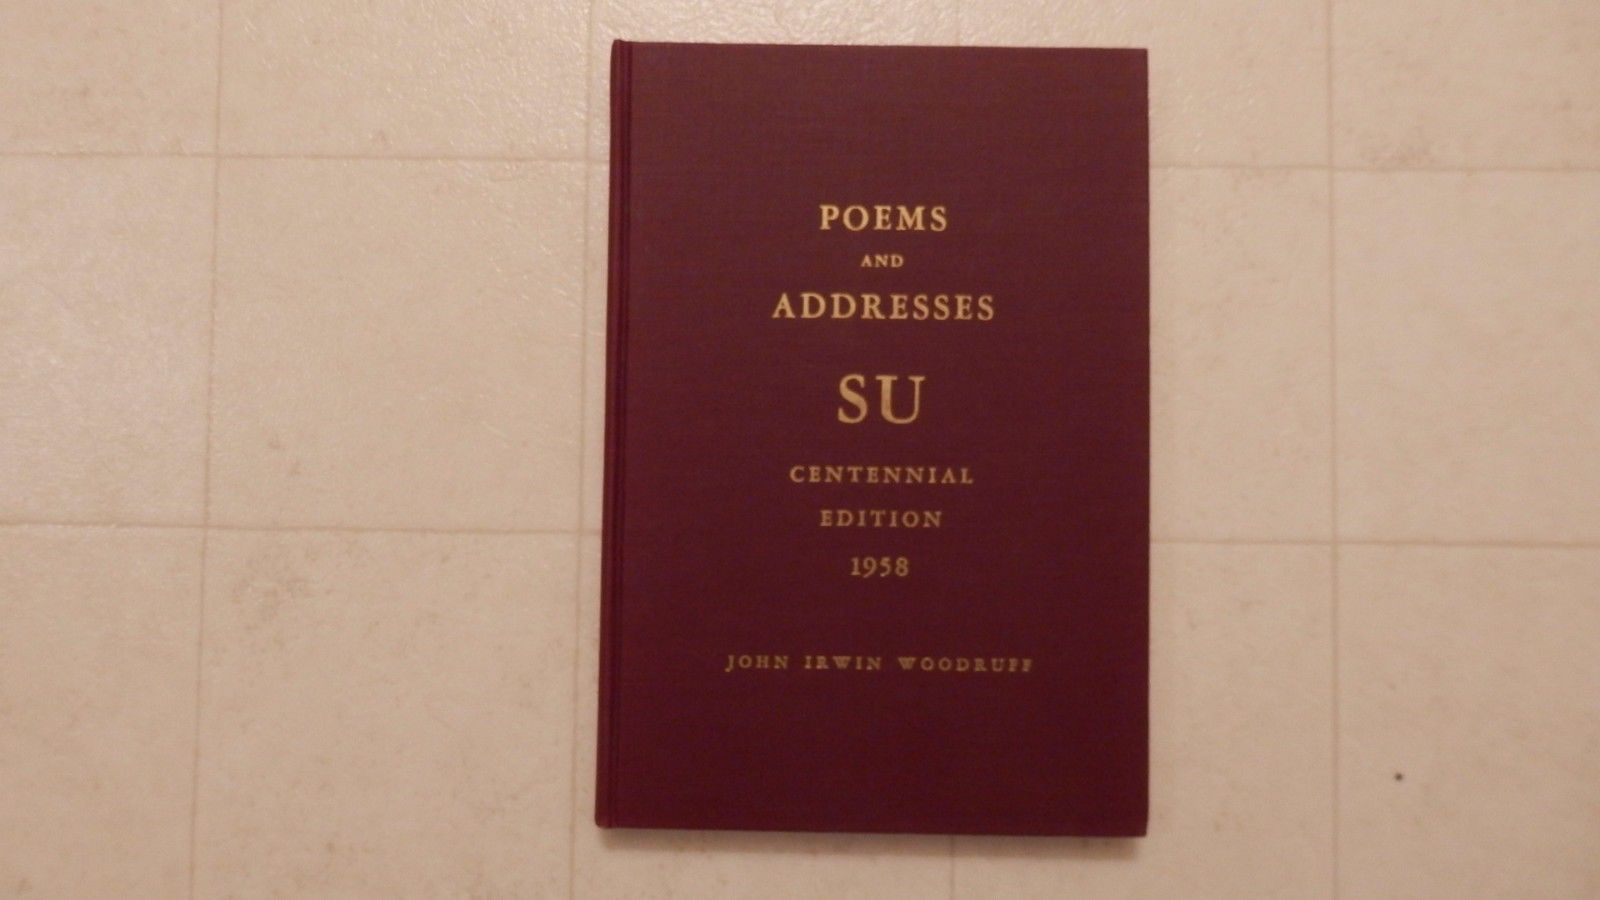 POEMS
AND
ADDRESSES
SU
CENTENNIAL
EDITION
1958
JOHN IRWIN WOODRUFF